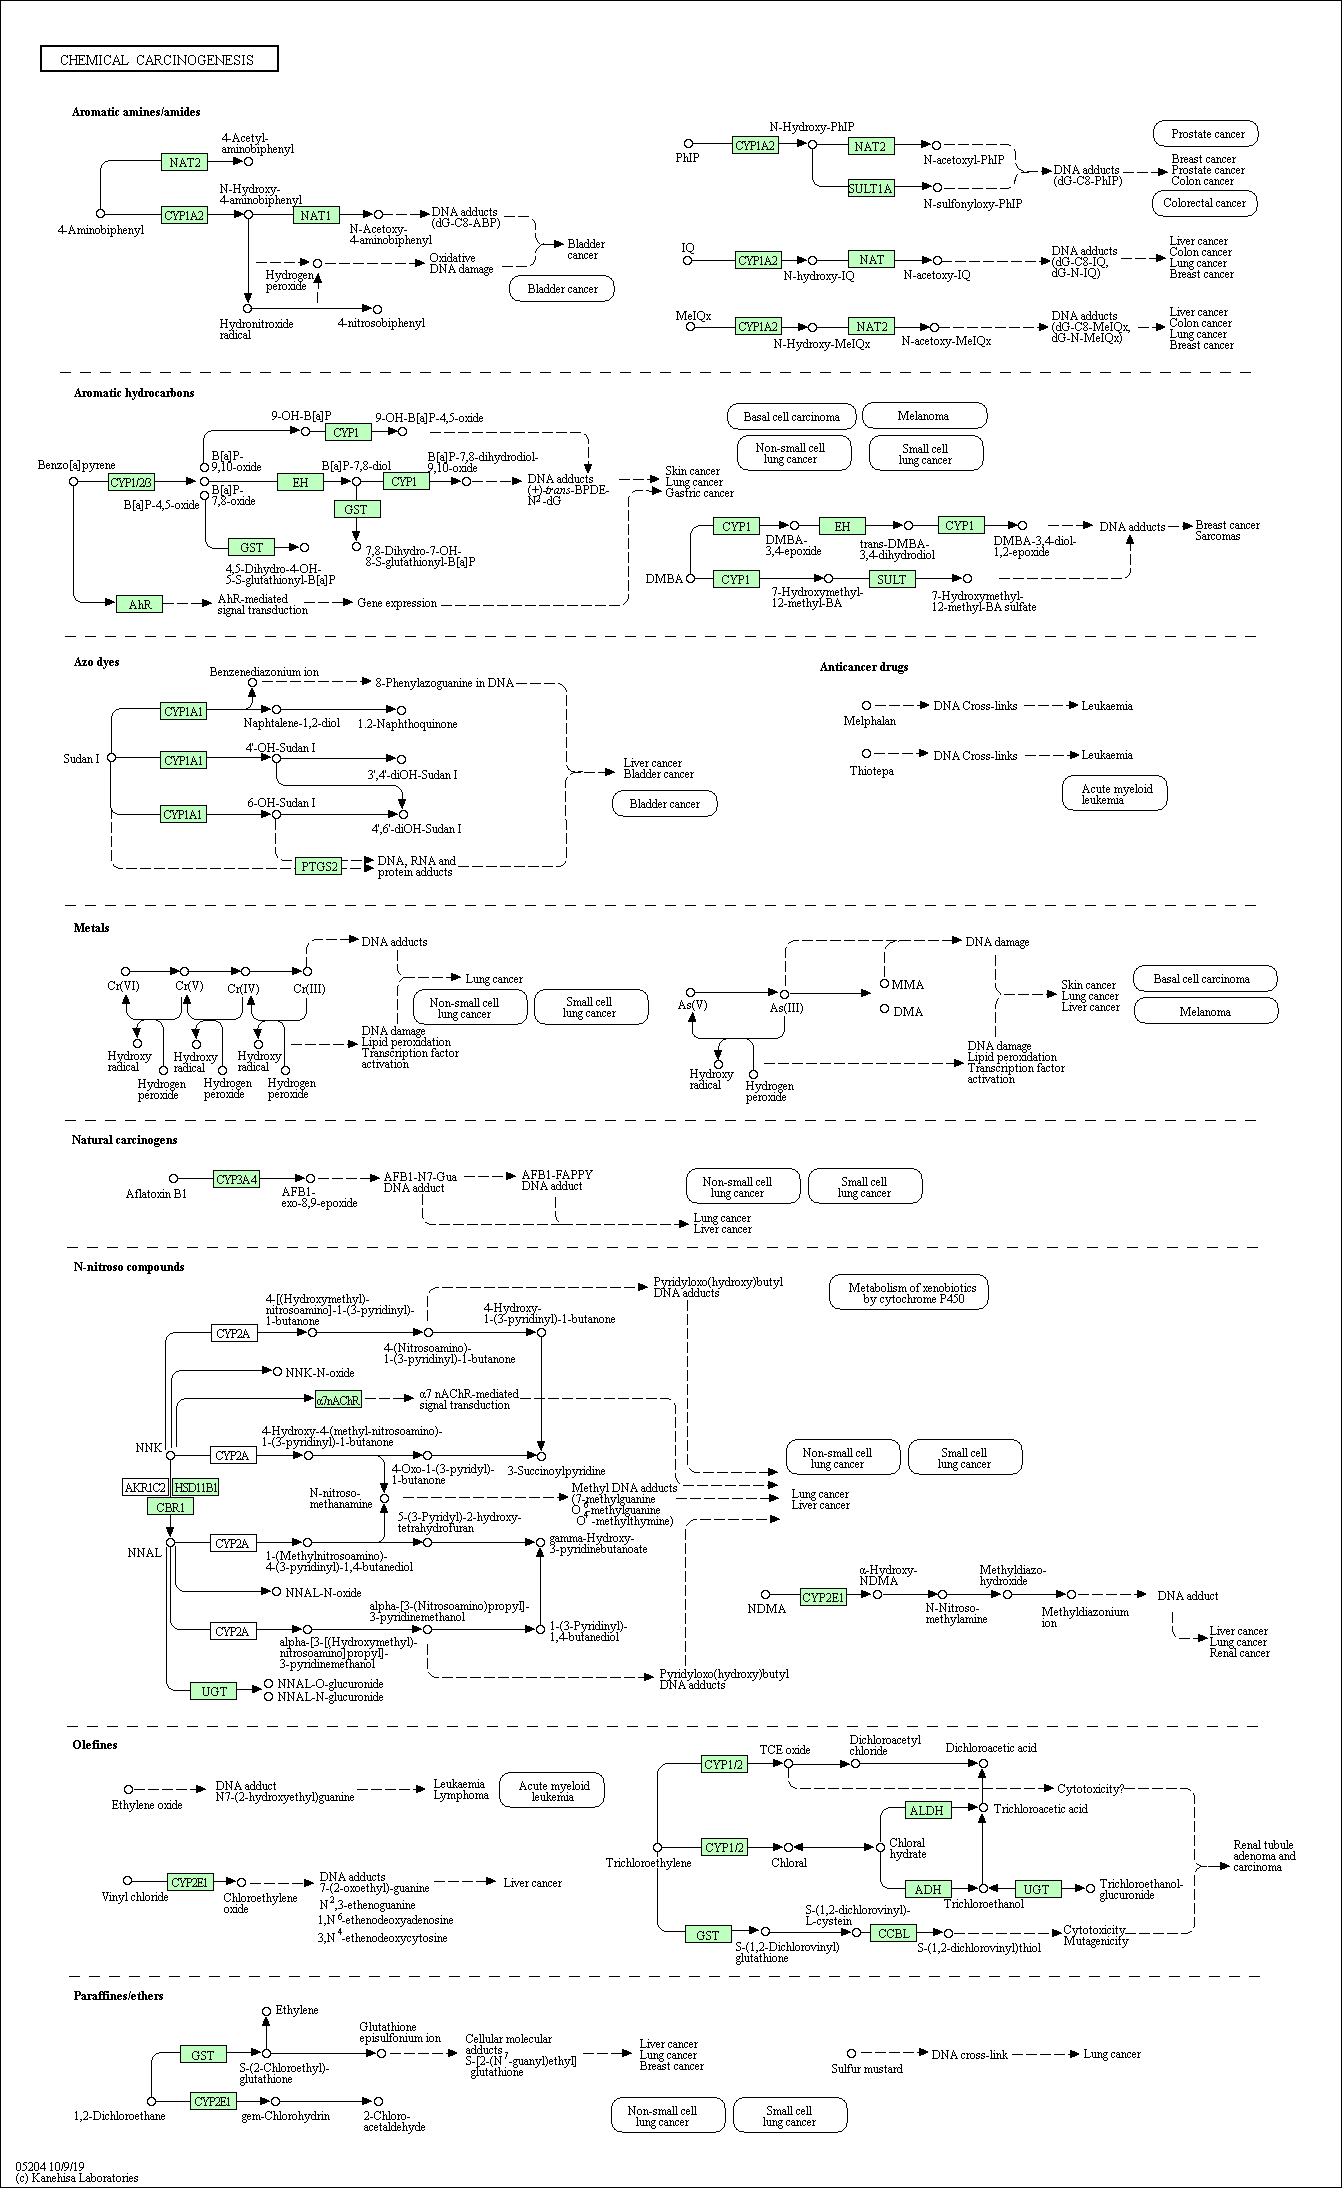 CHEMICAL CARCINOGENESIS
Aromatic amines/amides
4-Acetyl-
aminobiphenyl
NAT2
N-Hydroxy-
4-aminobiphenyl
CYP1A2
NAT1
4-Aminobiphenyl
N-Acetoxy-
4-aminobiphenyl
DNA adducts
(dG-C8-ABP)
Bladder
cancer
Hydrogen
peroxide
Oxidative
DNA damage
Bladder cancer
Hydronitroxide
radical
4-nitrosobiphenyl
N-Hydroxy-PhIP
PhIP
CYP1A2
NAT2
N-acetoxyl-PhIP
SULT1A
N-sulfonyloxy-PhIP
DNA adducts
(dG-C8-PhIP)
Prostate cancer
Breast cancer
Prostate cancer
Colon cancer
Colorectal cancer
IQ
CYP1A2
N-hydroxy-IQ
NAT
N-acetoxy-IQ
DNA adducts
(dG-C8-IQ,
dG-N-IQ)
Liver cancer
Colon cancer
Lung cancer
Breast cancer
MeIQx
CYP1A2
N-Hydroxy-MeIQx
NAT2
N-acetoxy-MeIQx
DNA adducts
(dG-C8-MeIQx,
dG-N-MeIQx)
Liver cancer
Colon cancer
Lung cancer
Breast cancer
Aromatic hydrocarbons
9-OH-B[a]P
CYP1
9-OH-B[a]P-4,5-oxide
Benzo[a]pyrene
CYP1/2/3
B[a]P-
9,10-oxide
B[a]P-4,5-oxide
B[a]P-
7,8-oxide
EH
B[a]P-7,8-diol
CYP1
B[a]P-7,8-dihydrodiol-
9,10-oxide
GST
DNA adducts
(+)-trans-BPDE-
N2-dG
Skin cancer
Lung cancer
Gastric cancer
GST
4,5-Dihydro-4-OH-
5-S-glutathionyl-B[a]P
7,8-Dihydro-7-OH-
8-S-glutathionyl-B[a]P
AhR
AhR-mediated
signal transduction
Gene expression
Basal cell carcinoma
Melanoma
Non-small cell
lung cancer
Small cell
lung cancer
DMBA
CYP1
DMBA-
3,4-epoxide
EH
trans-DMBA-
3,4-dihydrodiol
CYP1
DMBA-3,4-diol-
1,2-epoxide
DNA adducts
Breast cancer
Sarcomas
CYP1
7-Hydroxymethyl-
12-methyl-BA
SULT
7-Hydroxymethyl-
12-methyl-BA sulfate
Azo dyes
Benzenediazonium ion
8-Phenylazoguanine in DNA
CYP1A1
Naphtalene-1,2-diol
1.2-Naphthoquinone
Sudan I
CYP1A1
4'-OH-Sudan I
3',4'-diOH-Sudan I
CYP1A1
6-OH-Sudan I
4',6'-diOH-Sudan I
PTGS2
DNA, RNA and
protein adducts
Liver cancer
Bladder cancer
Bladder cancer
Anticancer drugs
Melphalan
DNA Cross-links
Leukaemia
Thiotepa
DNA Cross-links
Leukaemia
Acute myeloid
leukemia
Metals
Cr(VI)
Cr(V)
Cr(IV)
Cr(III)
DNA adducts
Lung cancer
Non-small cell
lung cancer
Small cell
lung cancer
Hydroxy
radical
Hydroxy
radical
Hydroxy
radical
Hydrogen
peroxide
Hydrogen
peroxide
Hydrogen
peroxide
DNA damage
Lipid peroxidation
Transcription factor
activation
As(V)
As(III)
MMA
DMA
DNA damage
Hydroxy
radical
Hydrogen
peroxide
DNA damage
Lipid peroxidation
Transcription factor
activation
Skin cancer
Lung cancer
Liver cancer
Basal cell carcinoma
Melanoma
Natural carcinogens
Aflatoxin B1
CYP3A4
AFB1-
exo-8,9-epoxide
AFB1-N7-Gua
DNA adduct
AFB1-FAPPY
DNA adduct
Non-small cell
lung cancer
Small cell
lung cancer
Lung cancer
Liver cancer
N-nitroso compounds
4-[(Hydroxymethyl)-
nitrosoamino]-1-(3-pyridinyl)-
1-butanone
CYP2A
4-(Nitrosoamino)-
1-(3-pyridinyl)-1-butanone
4-Hydroxy-
1-(3-pyridinyl)-1-butanone
Pyridyloxo(hydroxy)butyl
DNA adducts
Metabolism of xenobiotics
by cytochrome P450
NNK-N-oxide
α7nAChR
α7 nAChR-mediated
signal transduction
NNK
CYP2A
4-Hydroxy-4-(methyl-nitrosoamino)-
1-(3-pyridinyl)-1-butanone
4-Oxo-1-(3-pyridyl)-
1-butanone
3-Succinoylpyridine
AKR1C2
HSD11B1
CBR1
N-nitroso-
methanamine
Methyl DNA adducts
(7-methylguanine
O6-methylguanine
O4-methylthymine)
Non-small cell
lung cancer
Small cell
lung cancer
Lung cancer
Liver cancer
NNAL
CYP2A
1-(Methylnitrosoamino)-
4-(3-pyridinyl)-1,4-butanediol
5-(3-Pyridyl)-2-hydroxy-
tetrahydrofuran
gamma-Hydroxy-
3-pyridinebutanoate
NNAL-N-oxide
CYP2A
alpha-[3-[(Hydroxymethyl)-
nitrosoamino]propyl]-
3-pyridinemethanol
alpha-[3-(Nitrosoamino)propyl]-
3-pyridinemethanol
1-(3-Pyridinyl)-
1,4-butanediol
Pyridyloxo(hydroxy)butyl
DNA adducts
UGT
NNAL-O-glucuronide
NNAL-N-glucuronide
NDMA
CYP2E1
α-Hydroxy-
NDMA
N-Nitroso-
methylamine
Methyldiazo-
hydroxide
Methyldiazonium
ion
DNA adduct
Liver cancer
Lung cancer
Renal cancer
Olefines
Ethylene oxide
DNA adduct
N7-(2-hydroxyethyl)guanine
Leukaemia
Lymphoma
Acute myeloid
leukemia
Vinyl chloride
CYP2E1
Chloroethylene
oxide
DNA adducts
7-(2-oxoethyl)-guanine
N2,3-ethenoguanine
1,N6-ethenodeoxyadenosine
3,N4-ethenodeoxycytosine
Liver cancer
CYP1/2
TCE oxide
Dichloroacetyl
chloride
Dichloroacetic acid
Cytotoxicity?
ALDH
Trichloroacetic acid
Trichloroethylene
CYP1/2
Chloral
Chloral
hydrate
ADH
Trichloroethanol
UGT
Trichloroethanol-
glucuronide
Renal tubule
adenoma and
carcinoma
GST
S-(1,2-Dichlorovinyl)
glutathione
S-(1,2-dichlorovinyl)-
L-cystein
CCBL
S-(1,2-dichlorovinyl)thiol
Cytotoxicity
Mutagenicity
Paraffines/ethers
Ethylene
GST
S-(2-Chloroethyl)-
glutathione
Glutathione
episulfonium ion
Cellular molecular
adducts
S-[2-(N7-guanyl)ethyl]
glutathione
Liver cancer
Lung cancer
Breast cancer
1,2-Dichloroethane
CYP2E1
gem-Chlorohydrin
2-Chloro-
acetaldehyde
Non-small cell
lung cancer
Small cell
lung cancer
Sulfur mustard
DNA cross-link
Lung cancer
05204 10/9/19
(c) Kanehisa Laboratories